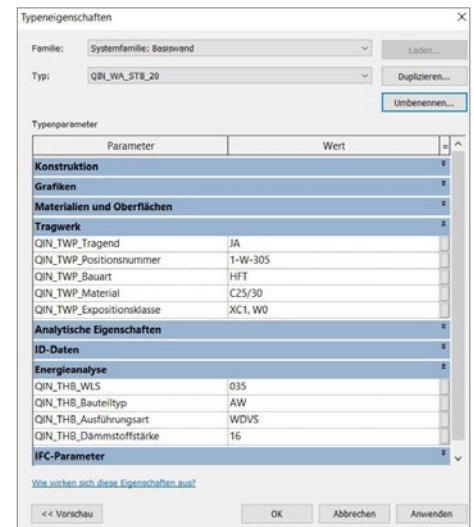 Typeneigenschaften
Familie: Systemfamilie: Basiswand Laden...
Typ: QIN_WA_STB_20 Duplizieren...
Umbenennen...
Typenparameter
Parameter Wert =
Konstruktion
Grafiken
Materialien und Oberflächen
Tragwerk
QIN_TWP_Tragend JA
QIN_TWP_Positionsnummer 1-W-305
QIN_TWP_Bauart HFT
QIN_TWP_Material C25/30
QIN_TWP_Expositionsklasse XC1, W0
Analytische Eigenschaften
ID-Daten
Energieanalyse
QIN_THB_WLS 035
QIN_THB_Bauteiltyp AW
QIN_THB_Ausführungsart WDVS
QIN_THB_Dämmstoffstärke 16
IFC-Parameter
Wie wirken sich diese Eigenschaften aus?
<< Vorschau OK Abbrechen Anwenden